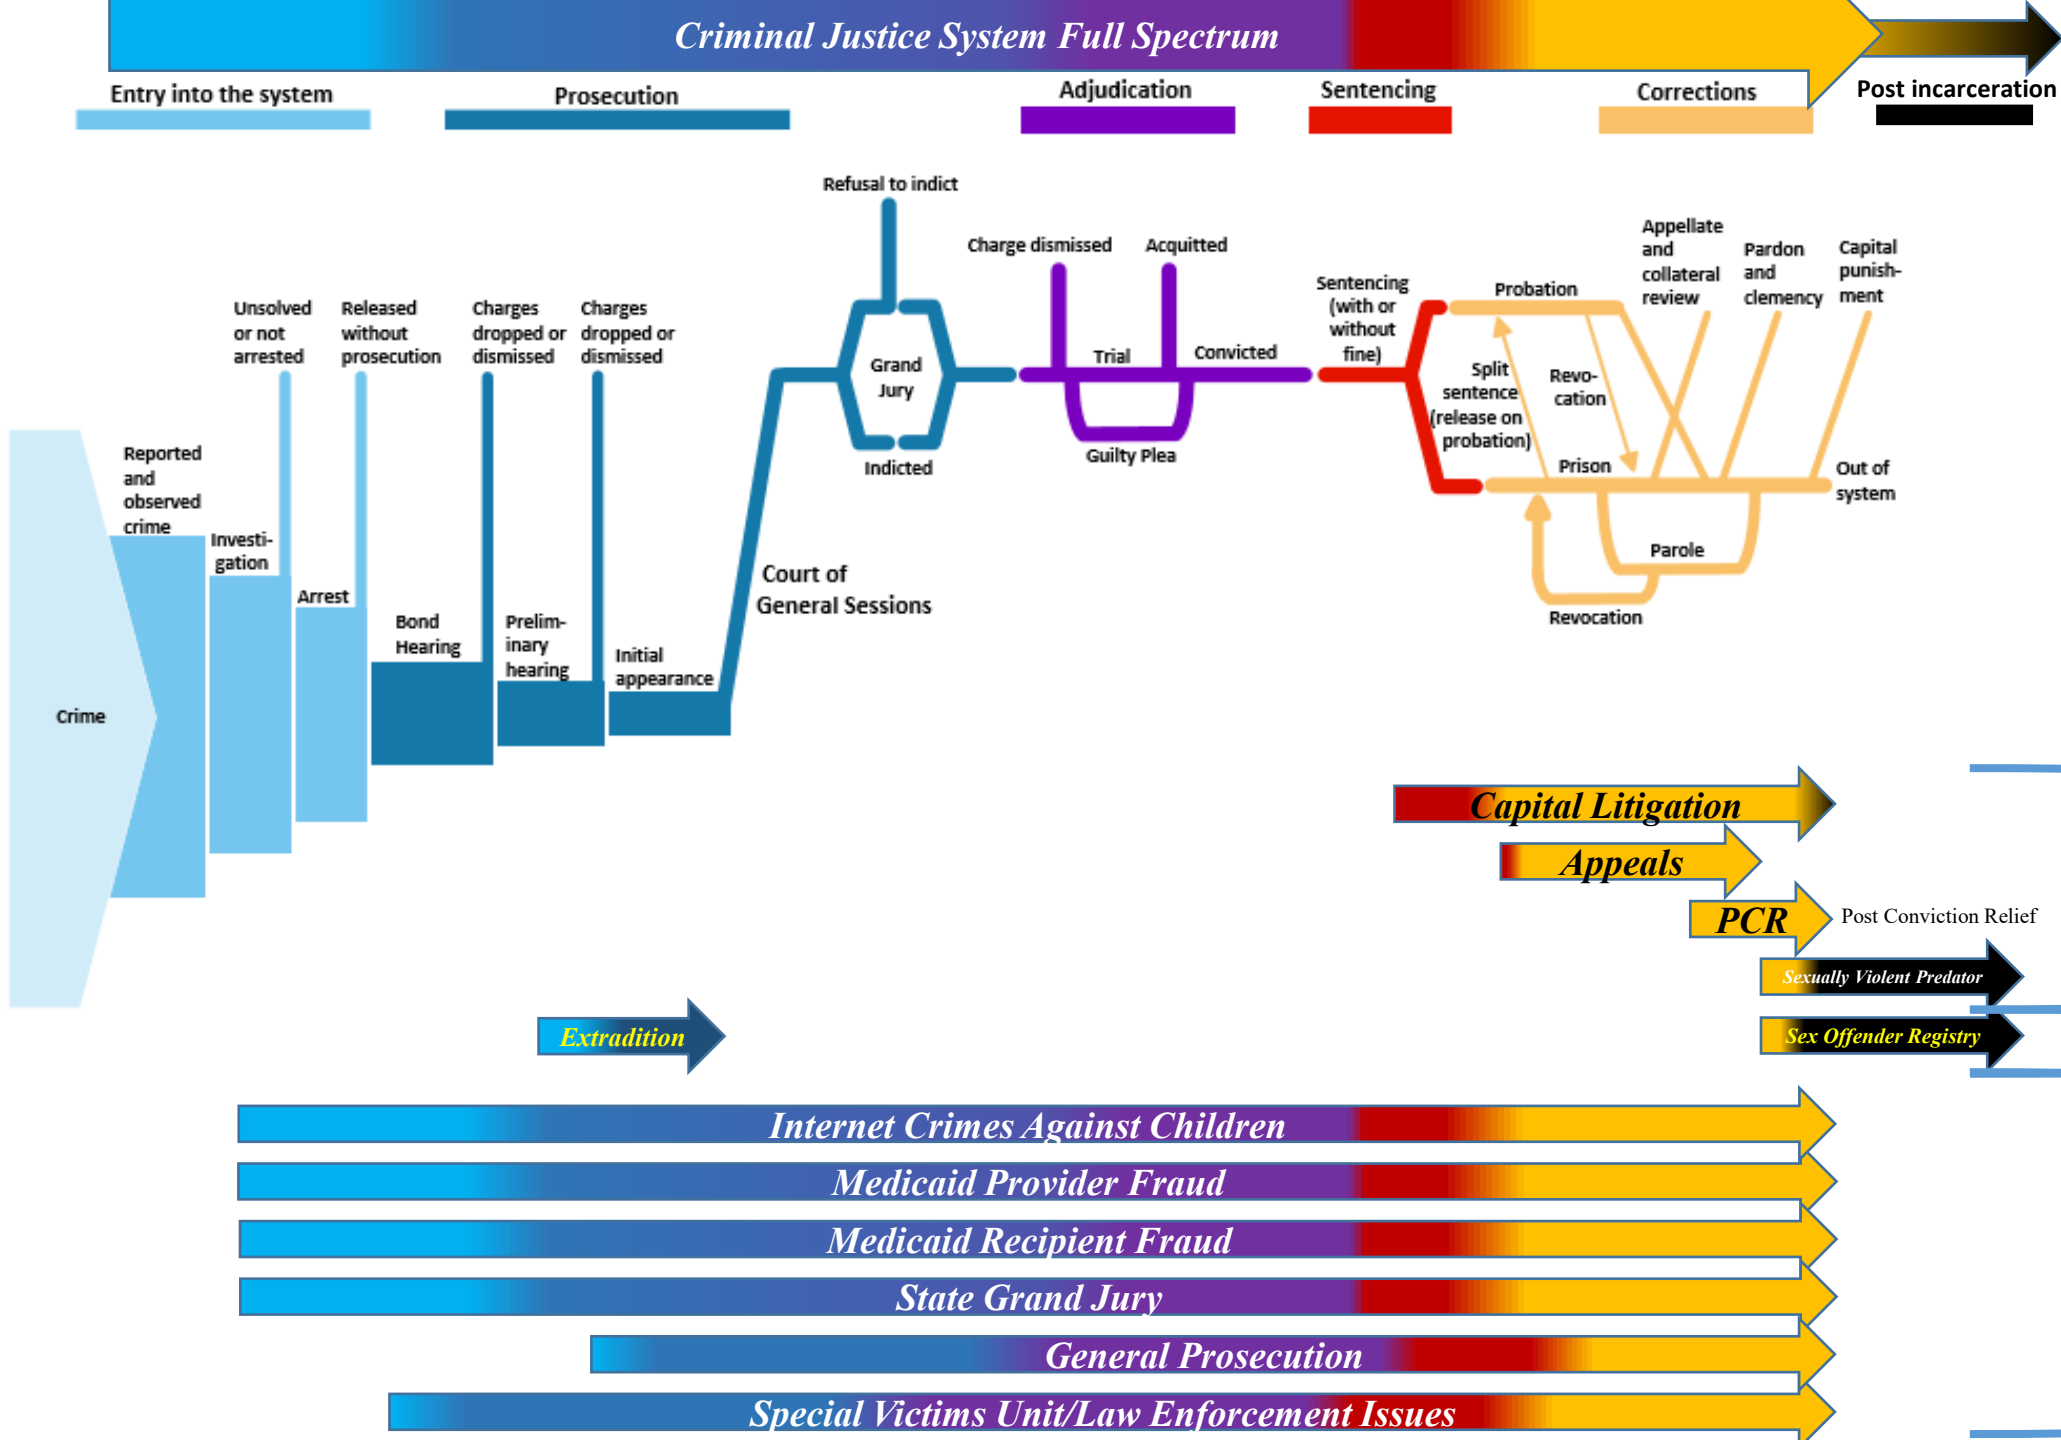 Criminal Justice System Full Spectrum
Entry into the system
Prosecution
Adjudication
Sentencing
Corrections
Post incarceration
Refusal to indict
Charge dismissed
Acquitted
Appellate
and
collateral
review
Pardon
and
clemency
Capital
punish-
ment
Unsolved
or not
arrested
Released
without
prosecution
Charges
dropped or
dismissed
Charges
dropped or
dismissed
Grand
Jury
Trial
Convicted
Sentencing
(with or
without
fine)
Probation
Split
sentence
(release on
probation)
Revo-
cation
Guilty Plea
Indicted
Prison
Out of
system
Parole
Revocation
Reported
and
observed
crime
Investi-
gation
Arrest
Bond
Hearing
Prelim-
inary
hearing
Initial
appearance
Court of
General Sessions
Crime
Capital Litigation
Appeals
PCR
Post Conviction Relief
Sexually Violent Predator
Extradition
Sex Offender Registry
Internet Crimes Against Children
Medicaid Provider Fraud
Medicaid Recipient Fraud
State Grand Jury
General Prosecution
Special Victims Unit/Law Enforcement Issues